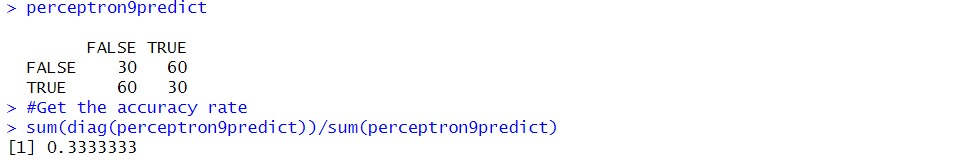 > perceptron9predict
FALSE TRUE
FALSE 30 60
TRUE 60 30
> #Get the accuracy rate
> sum(diag(perceptron9predict))/sum(perceptron9predict)
[1] 0.3333333